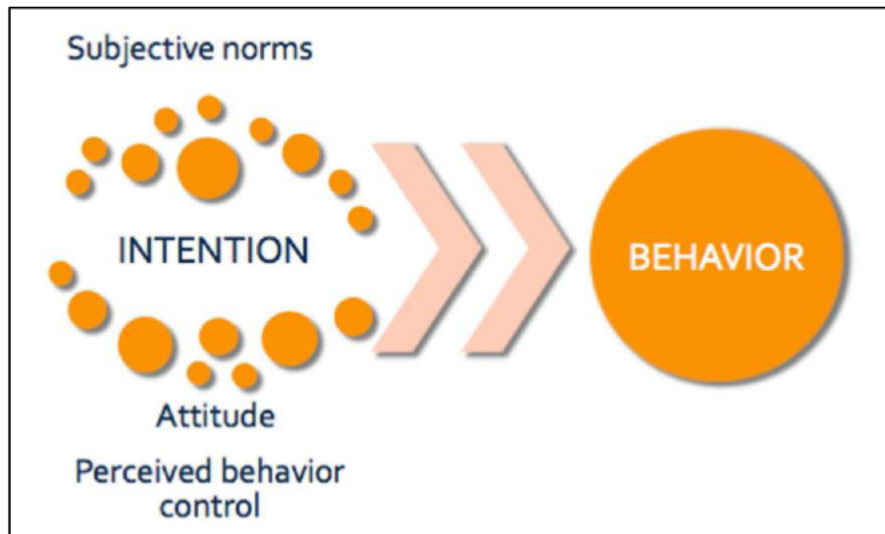 Subjective norms
INTENTION
BEHAVIOR
Attitude
Perceived behavior
control